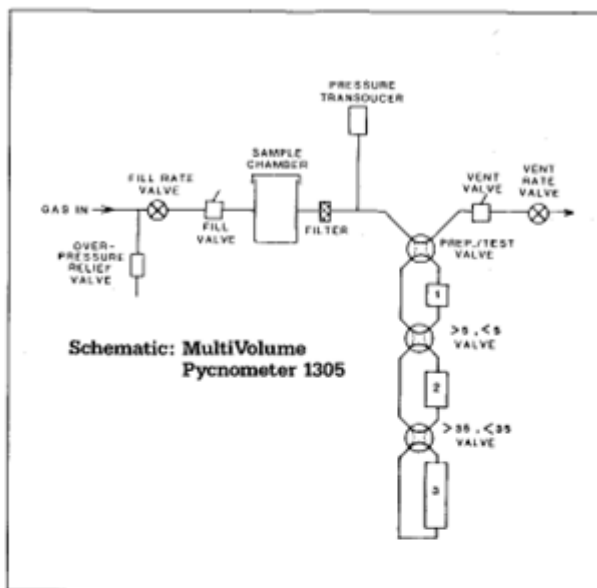 PRESSURE
TRANSOUCER
SAMPLE
CHAMBER
FILL RATE
VALVE
VENT
VALVE
VENT
RATE
VALVE
GAS IN
FILL
VALVE
FILTER
PREP./TEST
VALVE
OVER-
PRESSURE
RELIEF
VALVE
1
>5 , <5
VALVE
Schematic: MultiVolume
Pycnometer 1305
2
>35 , <35
VALVE
3